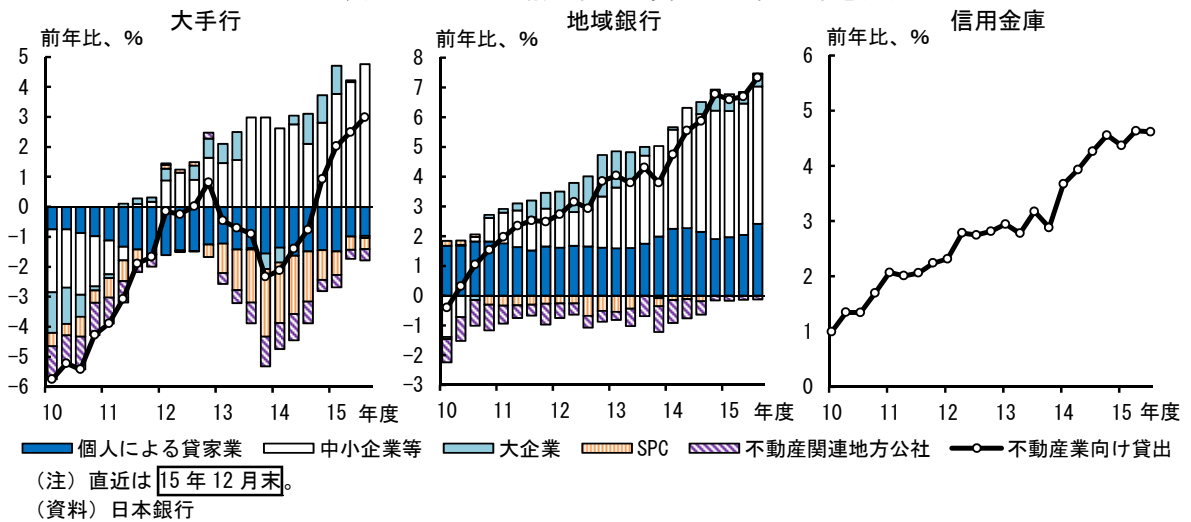 大手行
地域銀行
信用金庫
前年比、%
5
4
3
2
1
0
-1
-2
-3
-4
-5
-6
10 11 12 13 14 15 年度
前年比、%
8
7
6
5
4
3
2
1
0
-1
-2
-3
10 11 12 13 14 15 年度
前年比、%
6
5
4
3
2
1
0
10 11 12 13 14 15 年度
個人による貸家業 中小企業等 大企業 SPC 不動産関連地方公社 不動産業向け貸出
（注）直近は 15 年 12 月末。
（資料）日本銀行